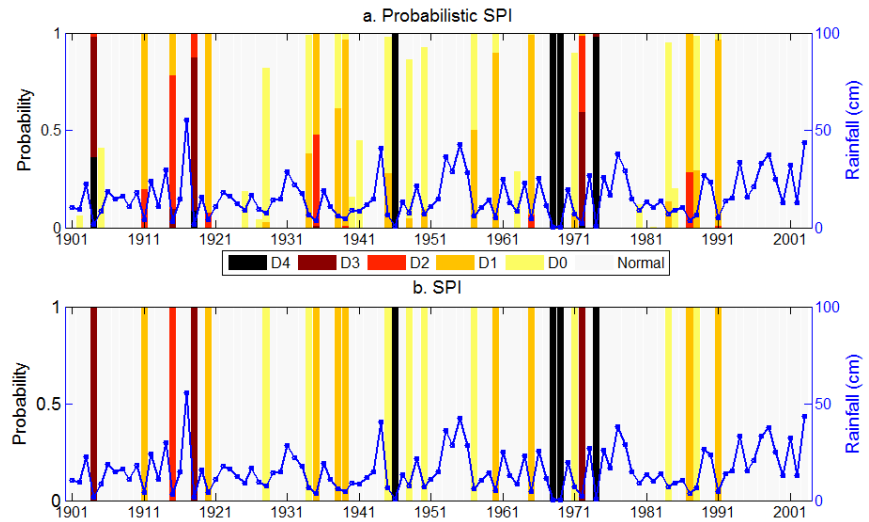 a. Probabilistic SPI
1 100
Probability 0.5 50 Rainfall (cm)
0 0
1901 1911 1921 1931 1941 1951 1961 1971 1981 1991 2001
D4 D3 D2 D1 D0 Normal
b. SPI
1 100
Probability 0.5 50 Rainfall (cm)
0 0
1901 1911 1921 1931 1941 1951 1961 1971 1981 1991 2001